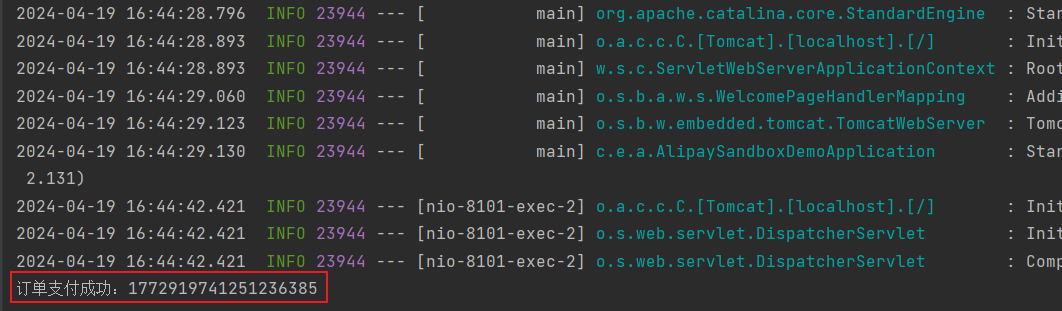 2024-04-19 16:44:28.796  INFO 23944 --- [           main] org.apache.catalina.core.StandardEngine  : Star
2024-04-19 16:44:28.893  INFO 23944 --- [           main] o.a.c.c.C.[Tomcat].[localhost].[/]       : Init
2024-04-19 16:44:28.893  INFO 23944 --- [           main] w.s.c.ServletWebServerApplicationContext : Root
2024-04-19 16:44:29.060  INFO 23944 --- [           main] o.s.b.a.w.s.WelcomePageHandlerMapping    : Addi
2024-04-19 16:44:29.123  INFO 23944 --- [           main] o.s.b.w.embedded.tomcat.TomcatWebServer  : Tomc
2024-04-19 16:44:29.130  INFO 23944 --- [           main] c.e.a.AlipaySandboxDemoApplication       : Star
2.131)
2024-04-19 16:44:42.421  INFO 23944 --- [nio-8101-exec-2] o.a.c.c.C.[Tomcat].[localhost].[/]       : Init
2024-04-19 16:44:42.421  INFO 23944 --- [nio-8101-exec-2] o.s.web.servlet.DispatcherServlet        : Init
2024-04-19 16:44:42.421  INFO 23944 --- [nio-8101-exec-2] o.s.web.servlet.DispatcherServlet        : Comp
订单支付成功：1772919741251236385